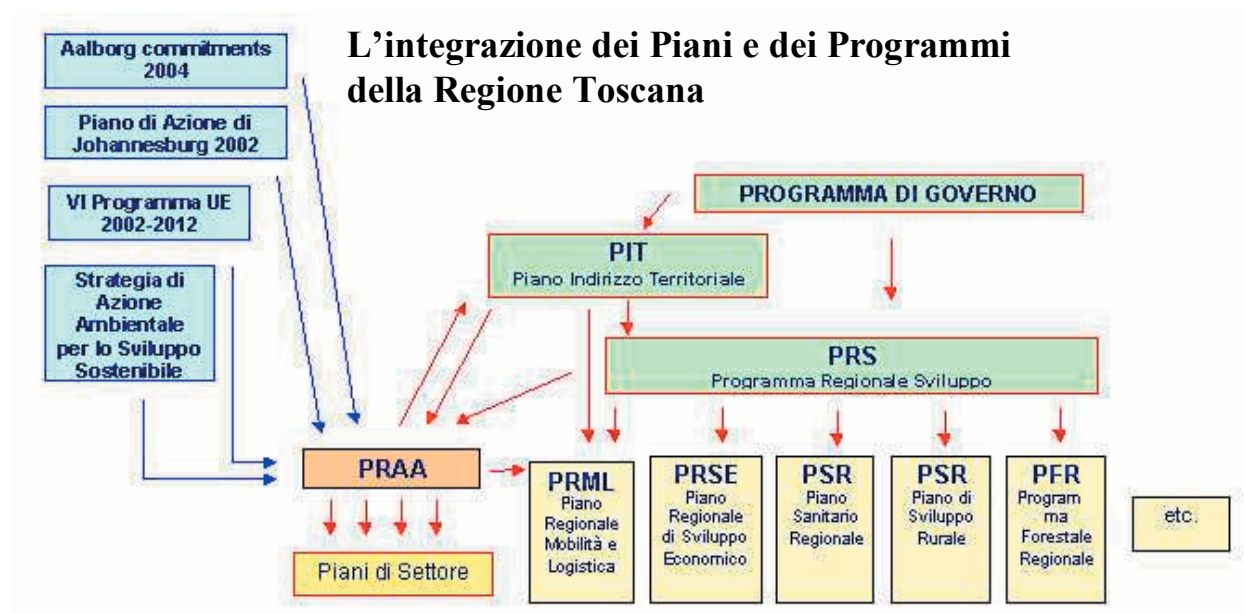 L'integrazione dei Piani e dei Programmi
della Regione Toscana
Aalborg commitments
2004
Piano di Azione di
Johannesburg 2002
VI Programma UE
2002-2012
Strategia di
Azione
Ambientale
per lo Sviluppo
Sostenibile
PROGRAMMA DI GOVERNO
PIT
Piano Indirizzo Territoriale
PRS
Programma Regionale Sviluppo
PRAA
Piani di Settore
PRML
Piano
Regionale
Mobilità e
Logistica
PRSE
Piano
Regionale
di Sviluppo
Economico
PSR
Piano
Sanitario
Regionale
PSR
Piano di
Sviluppo
Rurale
PFR
Program
ma
Forestale
Regionale
etc.